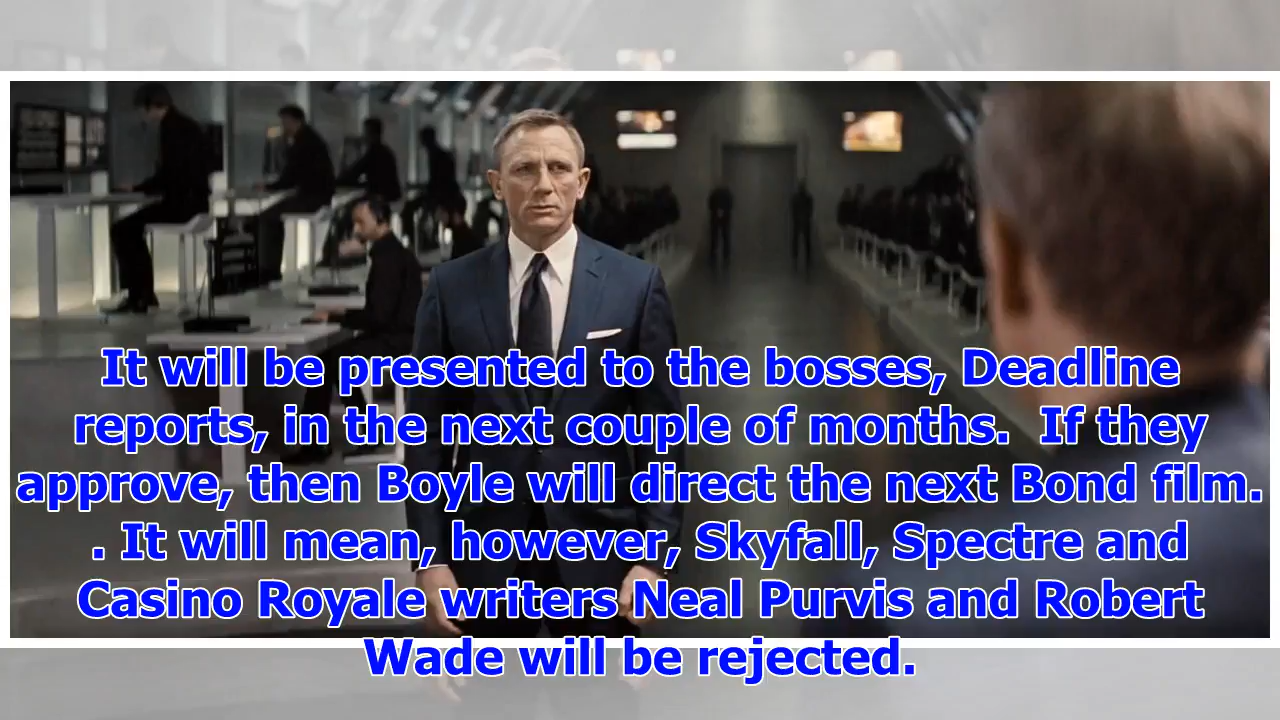 It will be presented to the bosses, Deadline
reports, in the next couple of months.  If they
approve, then Boyle will direct the next Bond film.
. It will mean, however, Skyfall, Spectre and
Casino Royale writers Neal Purvis and Robert
Wade will be rejected.